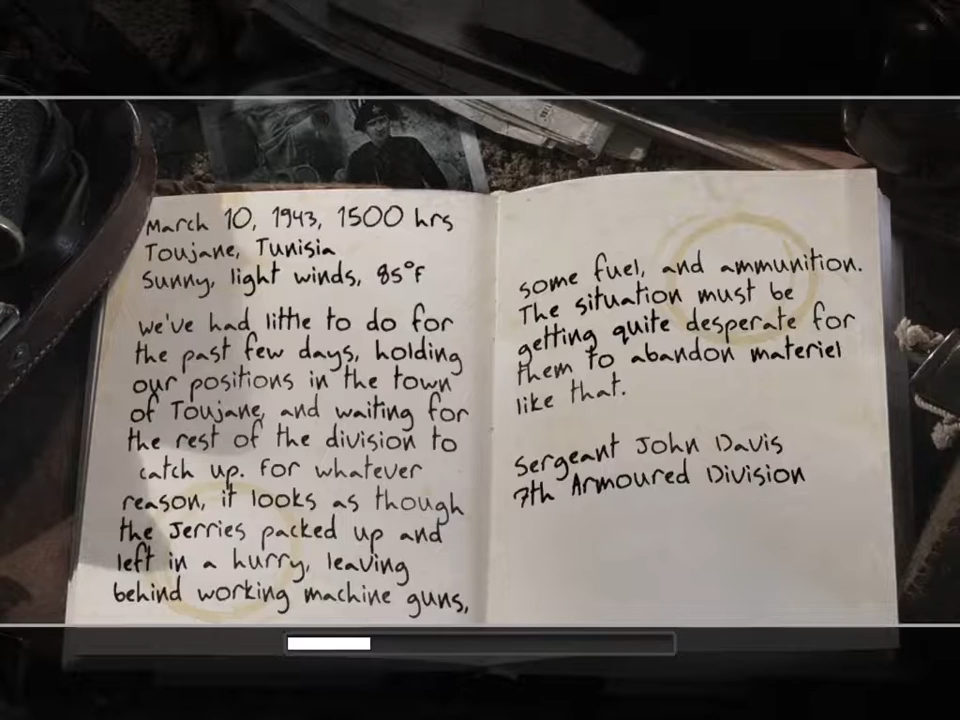 March 10, 1943, 1500 hrs
Toujane, Tunisia
Sunny, light winds, 85°F
We've had little to do for
the past few days, holding
our positions in the town
of Toujane, and waiting for
the rest of the division to
catch up. For whatever
reason, it looks as though
the Jerries packed up and
left in a hurry, leaving
behind working machine guns,
some fuel, and ammunition.
The situation must be
getting quite desperate for
them to abandon materiel
like that.
Sergeant John Davis
7th Armoured Division